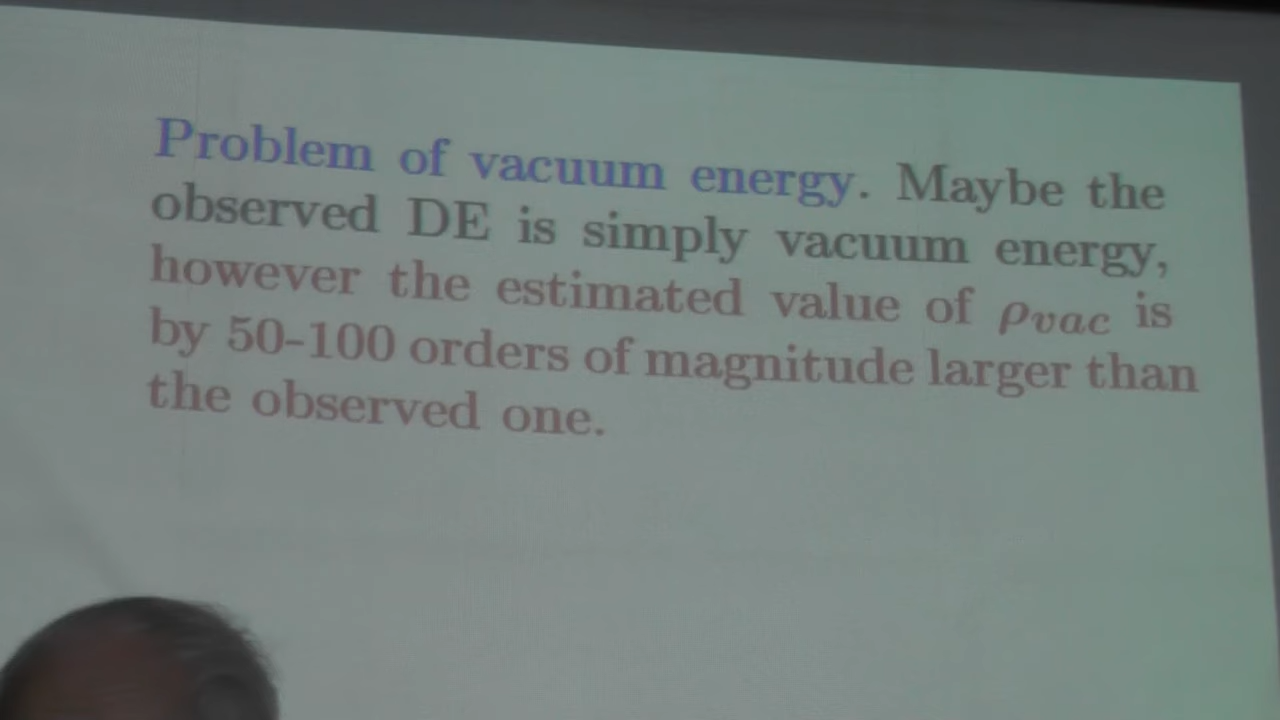 Problem of vacuum energy. Maybe the
observed DE is simply vacuum energy,
however the estimated value of ρvac is
by 50-100 orders of magnitude larger than
the observed one.